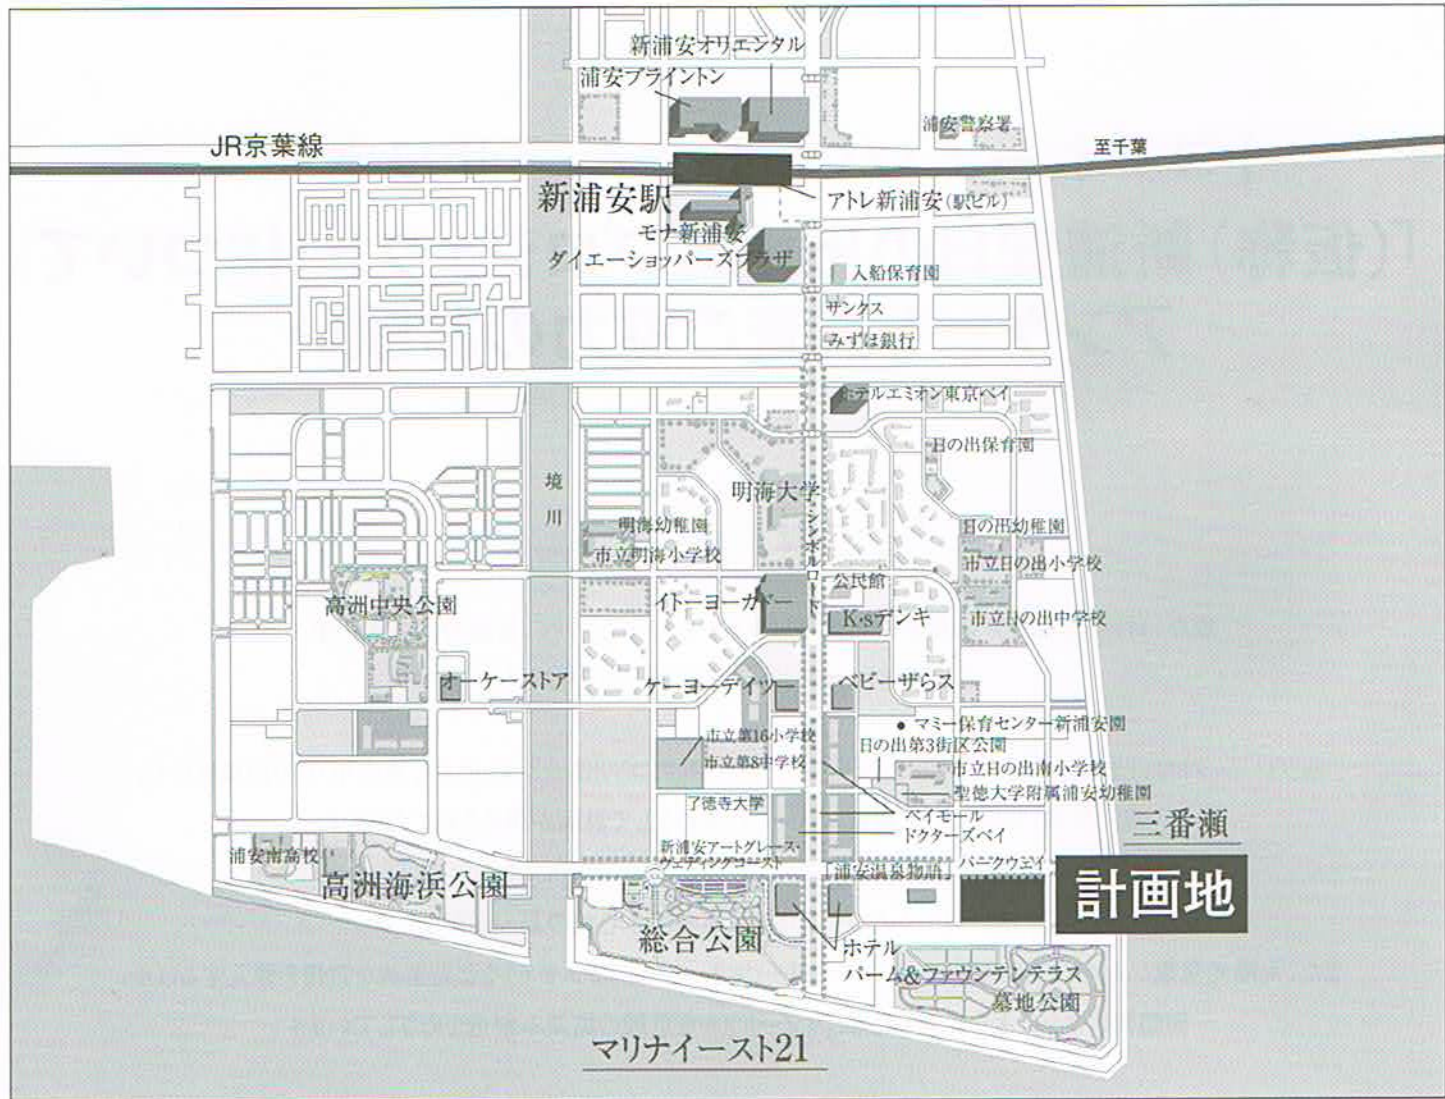 新浦安オリエンタル
浦安ブライントン
浦安警察署
JR京葉線
至千葉
新浦安駅
アトレ新浦安(駅ビル)
モナ新浦安
ダイエーショッパーズプラザ
入船保育園
サンクス
みずほ銀行
ホテルエミオン東京ベイ
日の出保育園
境川
明海大学
シンボルロード
明海幼稚園
市立明海小学校
日の出幼稚園
市立日の出小学校
公民館
高洲中央公園
イトーヨーカドー
K・sデンキ
市立日の出中学校
オーケーストア
ケーヨーデイツー
ベビーザらス
マミー保育センター新浦安園
市立第16小学校
市立第8中学校
日の出第3街区公園
市立日の出南小学校
聖徳大学附属浦安幼稚園
了徳寺大学
ベイモール
ドクターズベイ
三番瀬
浦安南高校
新浦安アートグレース・
ウェディングコースト
「浦安温泉物語」
パークウェイ
高洲海浜公園
計画地
総合公園
ホテル
パーム&ファウンテンテラス
墓地公園
マリナイースト21